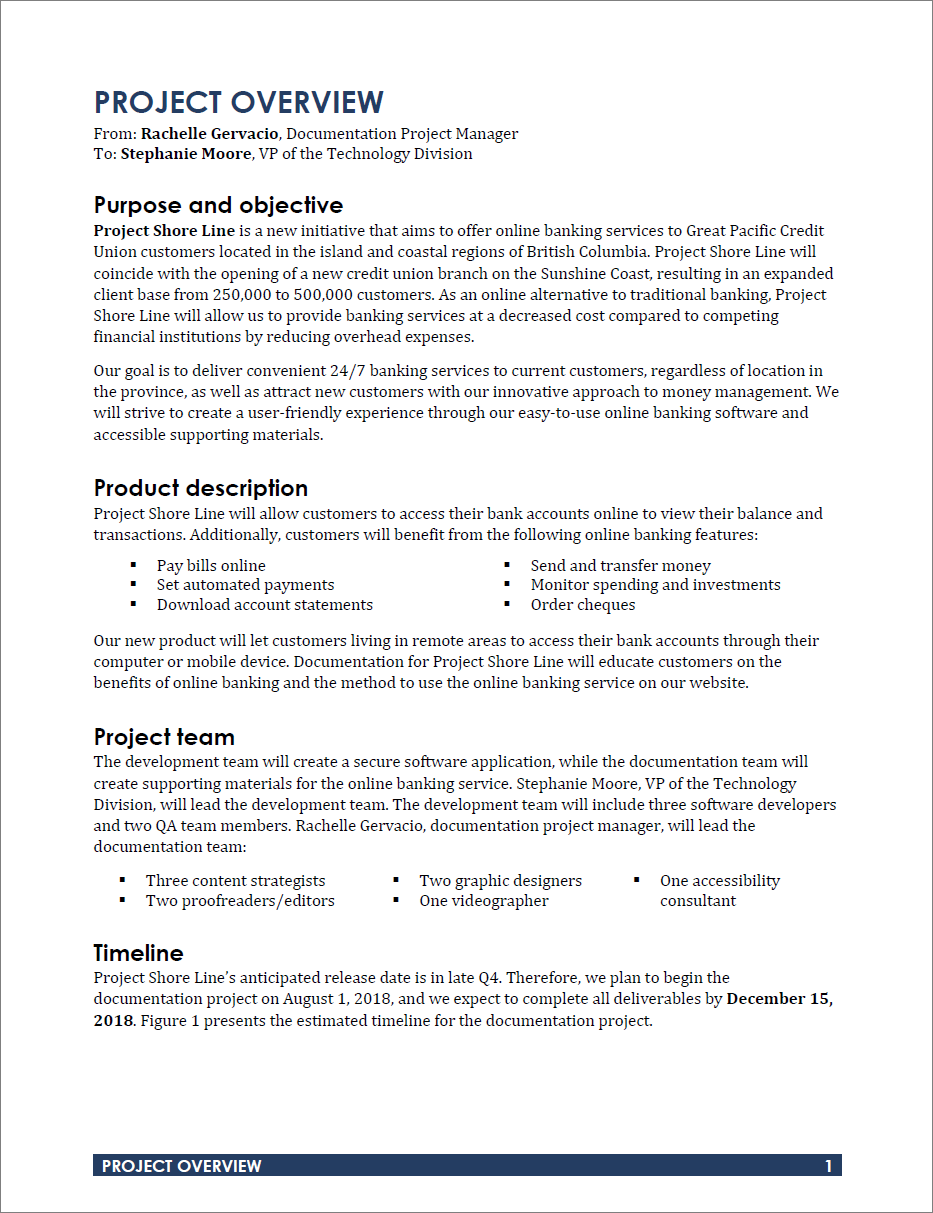 PROJECT OVERVIEW
From: Rachelle Gervacio, Documentation Project Manager
To: Stephanie Moore, VP of the Technology Division
Purpose and objective
Project Shore Line is a new initiative that aims to offer online banking services to Great Pacific Credit
Union customers located in the island and coastal regions of British Columbia. Project Shore Line will
coincide with the opening of a new credit union branch on the Sunshine Coast, resulting in an expanded
client base from 250,000 to 500,000 customers. As an online alternative to traditional banking, Project
Shore Line will allow us to provide banking services at a decreased cost compared to competing
financial institutions by reducing overhead expenses.
Our goal is to deliver convenient 24/7 banking services to current customers, regardless of location in
the province, as well as attract new customers with our innovative approach to money management. We
will strive to create a user-friendly experience through our easy-to-use online banking software and
accessible supporting materials.
Product description
Project Shore Line will allow customers to access their bank accounts online to view their balance and
transactions. Additionally, customers will benefit from the following online banking features:
▪ Pay bills online
▪ Set automated payments
▪ Download account statements
▪ Send and transfer money
▪ Monitor spending and investments
▪ Order cheques
Our new product will let customers living in remote areas to access their bank accounts through their
computer or mobile device. Documentation for Project Shore Line will educate customers on the
benefits of online banking and the method to use the online banking service on our website.
Project team
The development team will create a secure software application, while the documentation team will
create supporting materials for the online banking service. Stephanie Moore, VP of the Technology
Division, will lead the development team. The development team will include three software developers
and two QA team members. Rachelle Gervacio, documentation project manager, will lead the
documentation team:
▪ Three content strategists
▪ Two proofreaders/editors
▪ Two graphic designers
▪ One videographer
▪ One accessibility
consultant
Timeline
Project Shore Line’s anticipated release date is in late Q4. Therefore, we plan to begin the
documentation project on August 1, 2018, and we expect to complete all deliverables by December 15,
2018. Figure 1 presents the estimated timeline for the documentation project.
PROJECT OVERVIEW 1